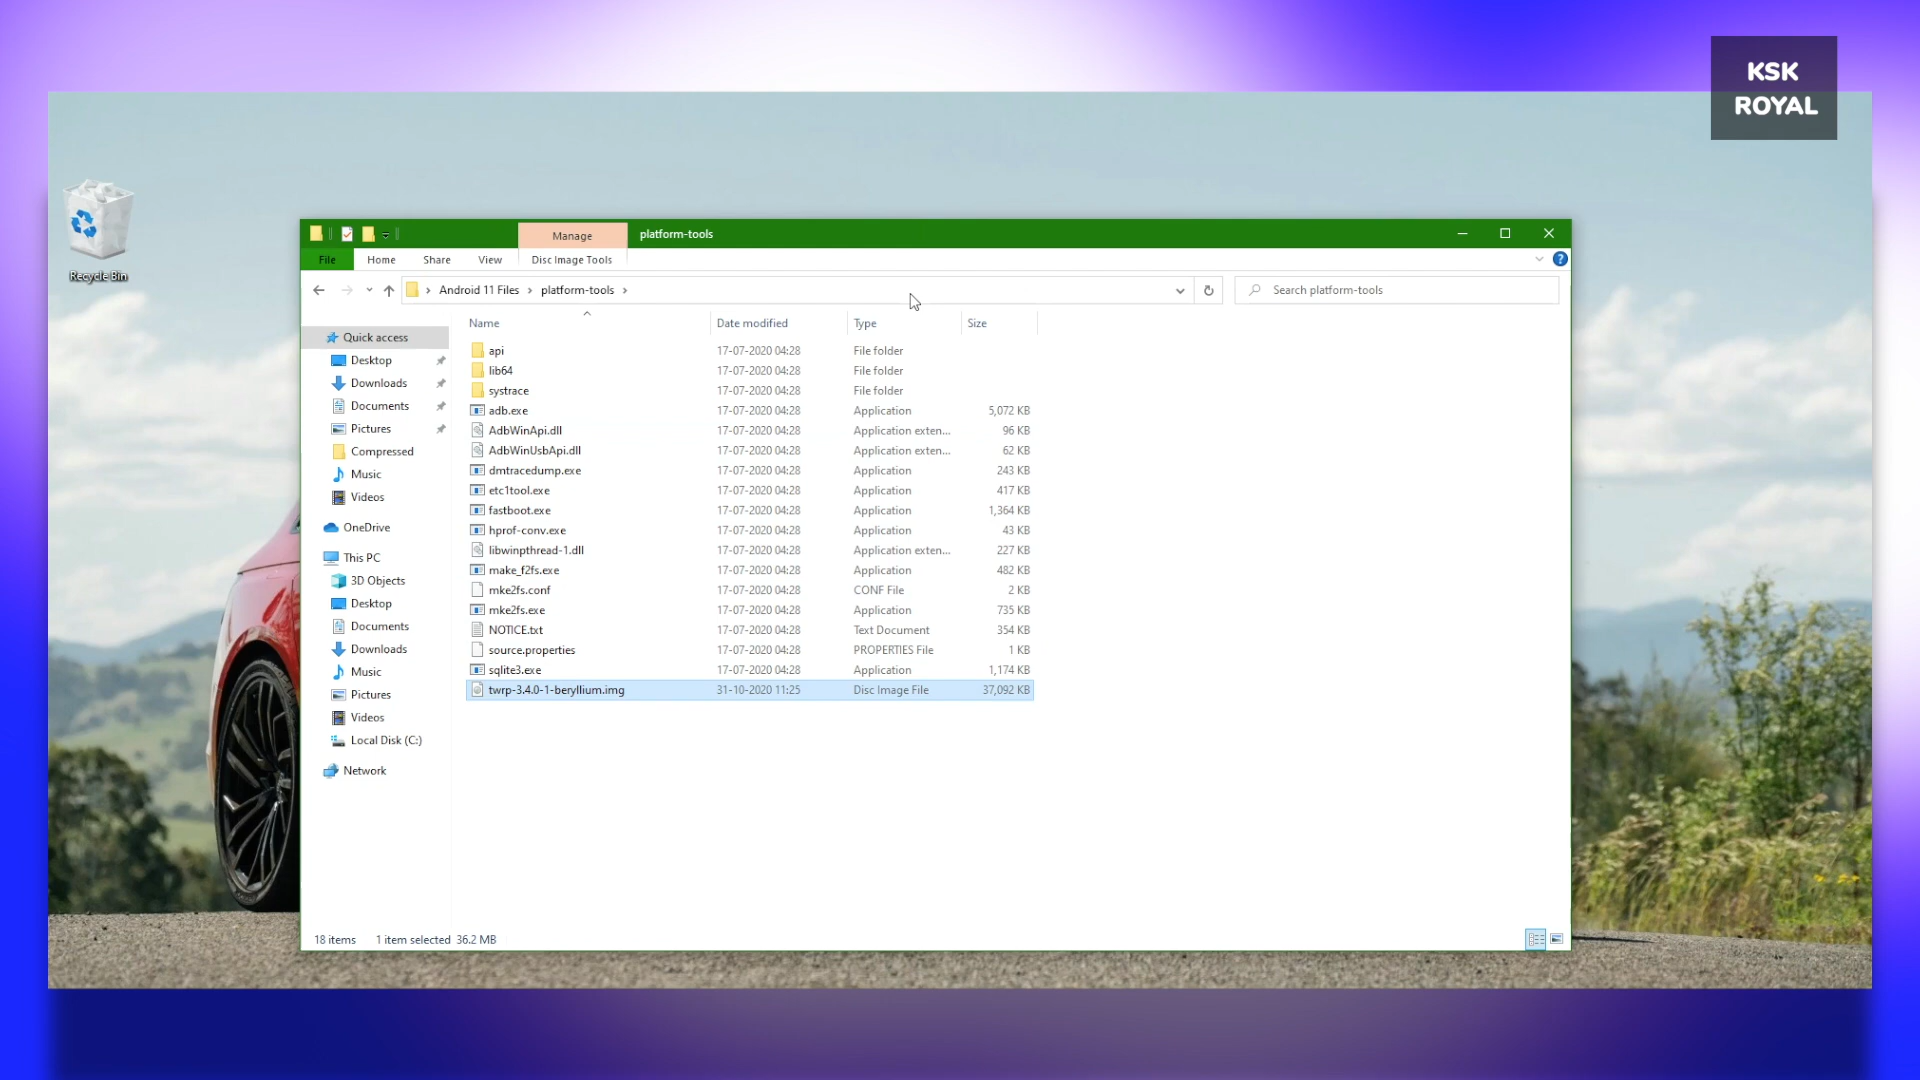 KSK
ROYAL
Recycle Bin
Manage platform-tools
File Home Share View Disc Image Tools
Android 11 Files platform-tools Search platform-tools
Name Date modified Type Size
Quick access
Desktop
Downloads
Documents
Pictures
Compressed
Music
Videos
OneDrive
This PC
3D Objects
Desktop
Documents
Downloads
Music
Pictures
Videos
Local Disk (C:)
Network
api 17-07-2020 04:28 File folder
lib64 17-07-2020 04:28 File folder
systrace 17-07-2020 04:28 File folder
adb.exe 17-07-2020 04:28 Application 5,072 KB
AdbWinApi.dll 17-07-2020 04:28 Application exten... 96 KB
AdbWinUsbApi.dll 17-07-2020 04:28 Application exten... 62 KB
dmtracedump.exe 17-07-2020 04:28 Application 243 KB
etc1tool.exe 17-07-2020 04:28 Application 417 KB
fastboot.exe 17-07-2020 04:28 Application 1,364 KB
hprof-conv.exe 17-07-2020 04:28 Application 43 KB
libwinpthread-1.dll 17-07-2020 04:28 Application exten... 227 KB
make_f2fs.exe 17-07-2020 04:28 Application 482 KB
mke2fs.conf 17-07-2020 04:28 CONF File 2 KB
mke2fs.exe 17-07-2020 04:28 Application 735 KB
NOTICE.txt 17-07-2020 04:28 Text Document 354 KB
source.properties 17-07-2020 04:28 PROPERTIES File 1 KB
sqlite3.exe 17-07-2020 04:28 Application 1,174 KB
twrp-3.4.0-1-beryllium.img 31-10-2020 11:25 Disc Image File 37,092 KB
18 items 1 item selected 36.2 MB